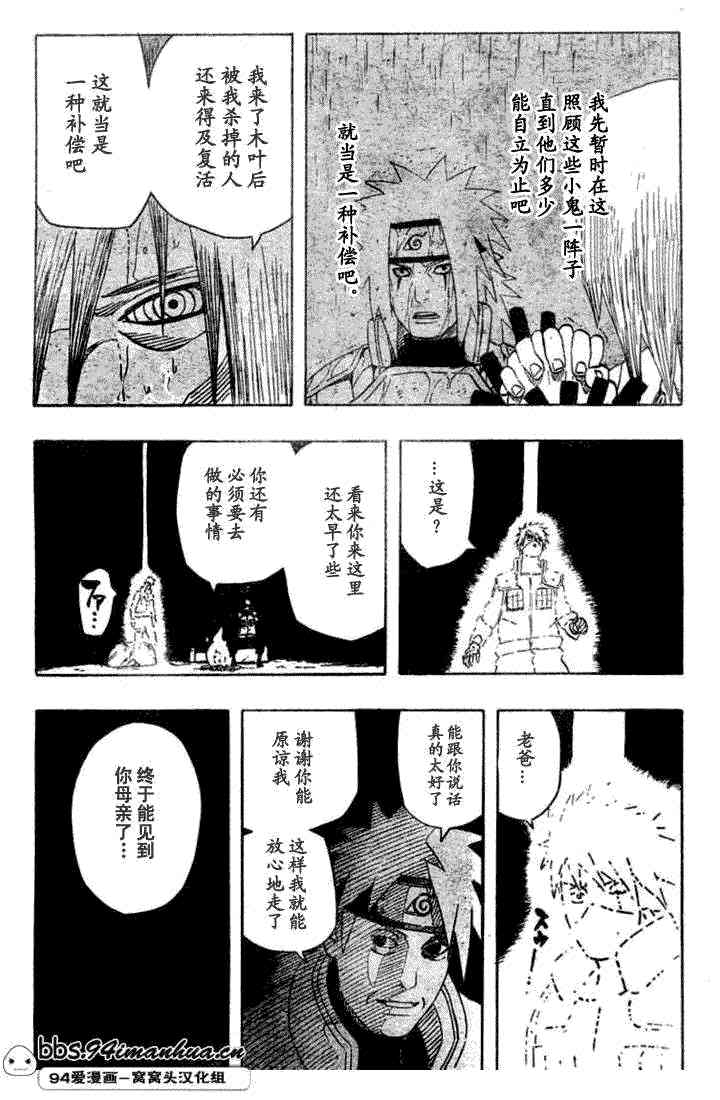 我先暂时在这
照顾这些小鬼一阵子
直到他们多少
能自立为止吧
就当是一种补偿吧。
我来了木叶后
被我杀掉的人
还来得及复活
这就当是
一种补偿吧
…这是？
看来你来这里
还太早了些
你还有
必须要去
做的事情
ファ…
老爸…
スゥ…
能跟你说话
真的太好了
谢谢你能
原谅我
这样我就能
放心地走了
终于能见到
你母亲了…
bbs.94imanhua.cn
94爱漫画－窝窝头汉化组